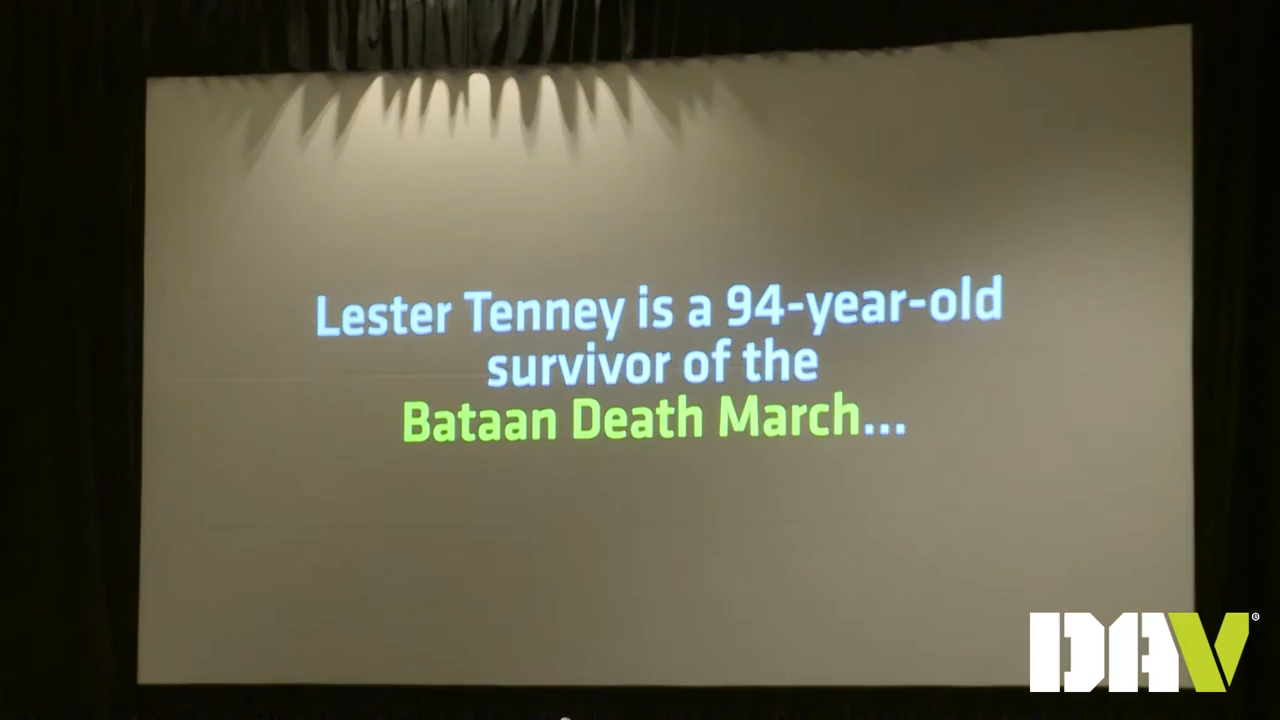 Lester Tenney is a 94-year-old
survivor of the
Bataan Death March...
DAV®